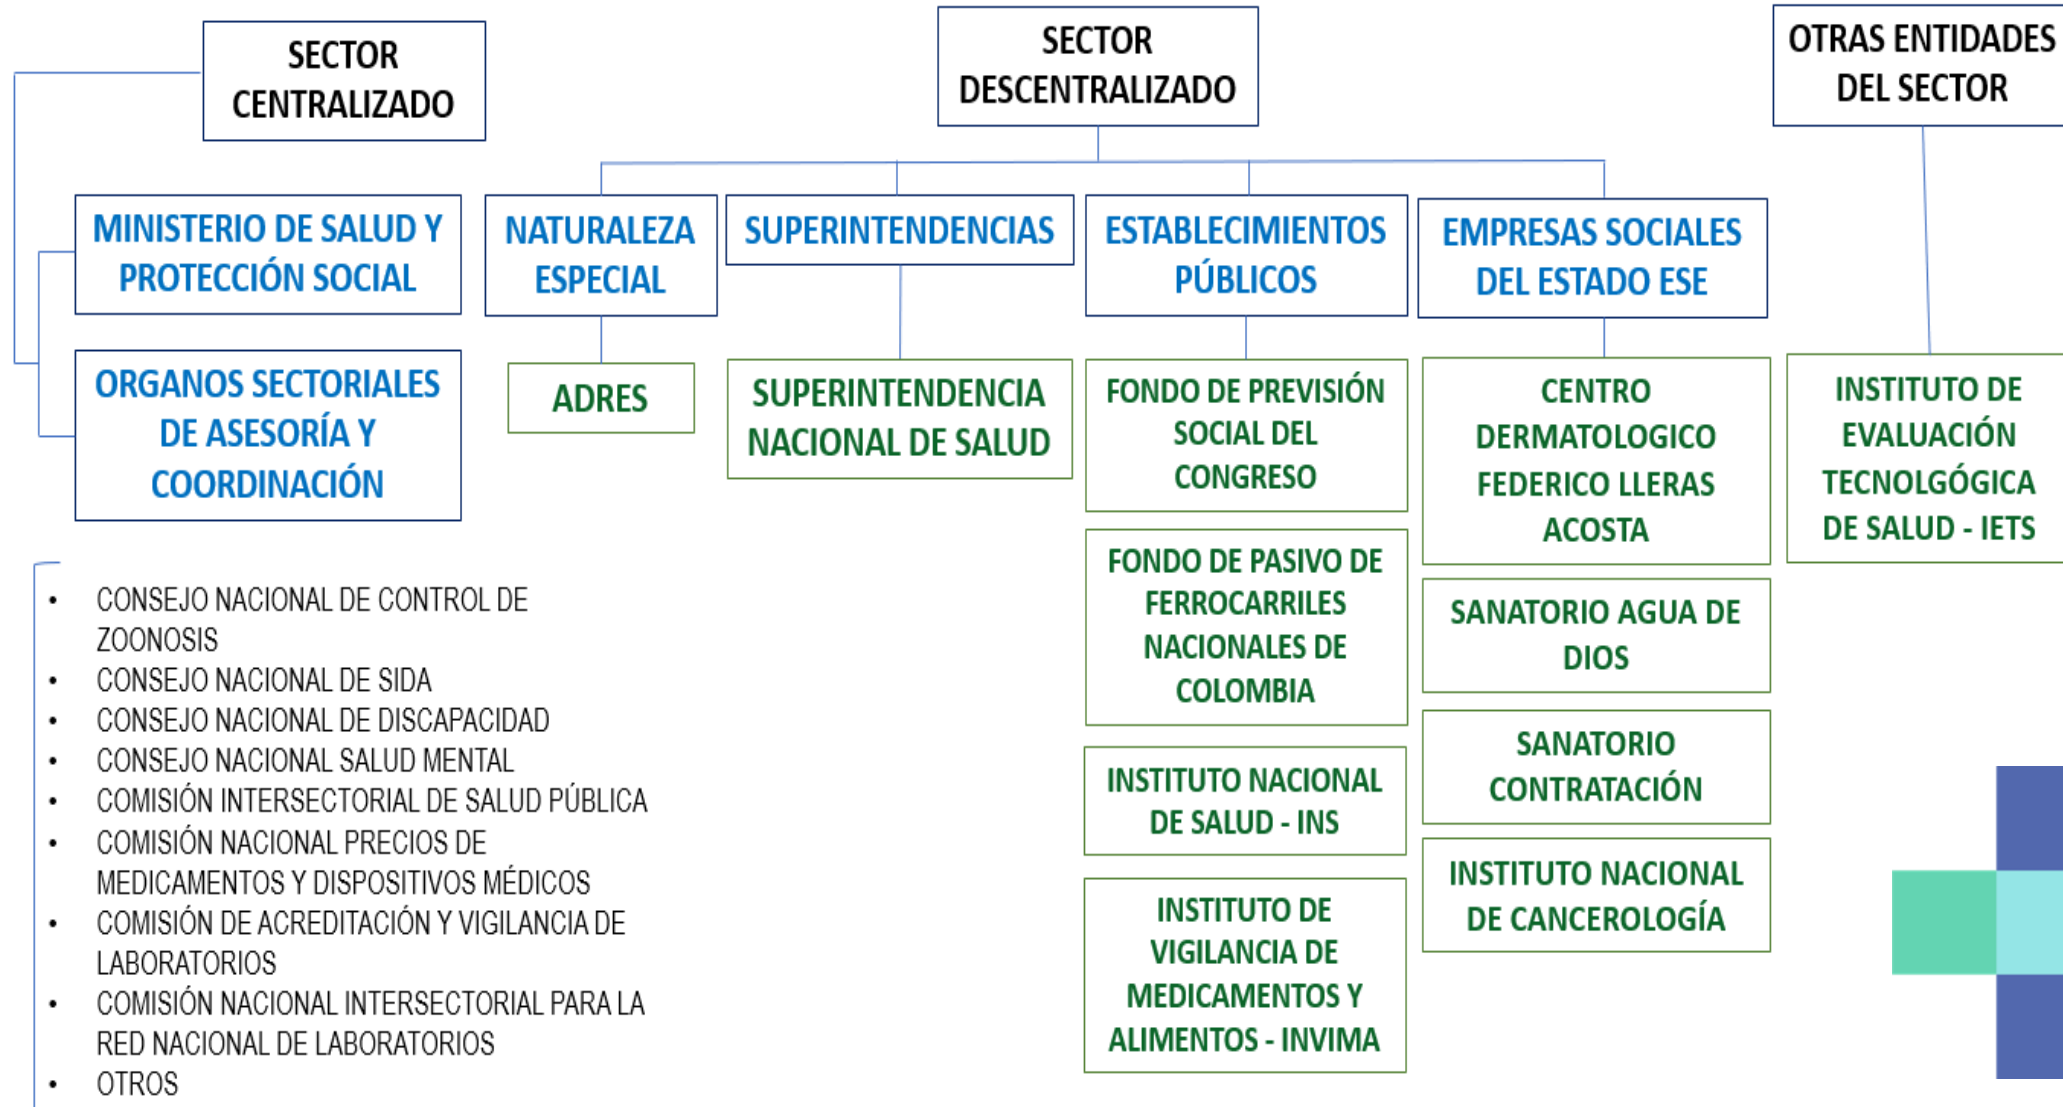 SECTOR
CENTRALIZADO
SECTOR
DESCENTRALIZADO
OTRAS ENTIDADES
DEL SECTOR
MINISTERIO DE SALUD Y
PROTECCIÓN SOCIAL
ORGANOS SECTORIALES
DE ASESORÍA Y
COORDINACIÓN
• CONSEJO NACIONAL DE CONTROL DE
ZOONOSIS
• CONSEJO NACIONAL DE SIDA
• CONSEJO NACIONAL DE DISCAPACIDAD
• CONSEJO NACIONAL SALUD MENTAL
• COMISIÓN INTERSECTORIAL DE SALUD PÚBLICA
• COMISIÓN NACIONAL PRECIOS DE
MEDICAMENTOS Y DISPOSITIVOS MÉDICOS
• COMISIÓN DE ACREDITACIÓN Y VIGILANCIA DE
LABORATORIOS
• COMISIÓN NACIONAL INTERSECTORIAL PARA LA
RED NACIONAL DE LABORATORIOS
• OTROS
NATURALEZA
ESPECIAL
ADRES
SUPERINTENDENCIAS
SUPERINTENDENCIA
NACIONAL DE SALUD
ESTABLECIMIENTOS
PÚBLICOS
FONDO DE PREVISIÓN
SOCIAL DEL
CONGRESO
FONDO DE PASIVO DE
FERROCARRILES
NACIONALES DE
COLOMBIA
INSTITUTO NACIONAL
DE SALUD - INS
INSTITUTO DE
VIGILANCIA DE
MEDICAMENTOS Y
ALIMENTOS - INVIMA
EMPRESAS SOCIALES
DEL ESTADO ESE
CENTRO
DERMATOLOGICO
FEDERICO LLERAS
ACOSTA
SANATORIO AGUA DE
DIOS
SANATORIO
CONTRATACIÓN
INSTITUTO NACIONAL
DE CANCEROLOGÍA
INSTITUTO DE
EVALUACIÓN
TECNOLGÓGICA
DE SALUD - IETS